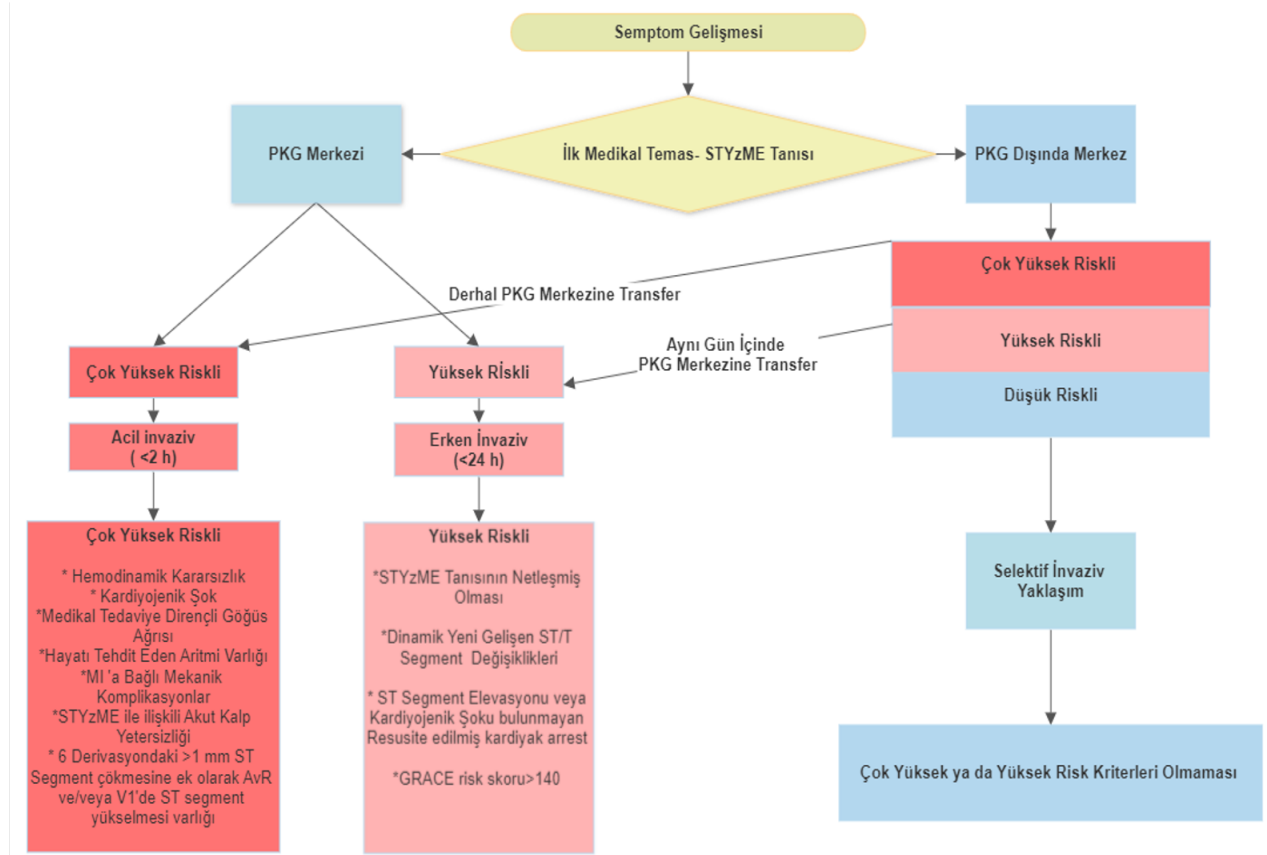 Semptom Gelişmesi
PKG Merkezi
İlk Medikal Temas- STYzME Tanısı
PKG Dışında Merkez
Derhal PKG Merkezine Transfer
Aynı Gün İçinde
PKG Merkezine Transfer
Çok Yüksek Riskli
Yüksek Riskli
Düşük Riskli
Çok Yüksek Riskli
Yüksek Rİskli
Acil invaziv
( <2 h)
Erken İnvaziv
(<24 h)
Çok Yüksek Riskli
* Hemodinamik Kararsızlık
* Kardiyojenik Şok
*Medikal Tedaviye Dirençli Göğüs
Ağrısı
*Hayatı Tehdit Eden Aritmi Varlığı
*MI 'a Bağlı Mekanik
Komplikasyonlar
*STYzME ile ilişkili Akut Kalp
Yetersizliği
* 6 Derivasyondaki >1 mm ST
Segment çökmesine ek olarak AvR
ve/veya V1'de ST segment
yükselmesi varlığı
Yüksek Riskli
*STYzME Tanısının Netleşmiş
Olması
*Dinamik Yeni Gelişen ST/T
Segment Değişiklikleri
* ST Segment Elevasyonu veya
Kardiyojenik Şoku bulunmayan
Resusite edilmiş kardiyak arrest
*GRACE risk skoru>140
Selektif İnvaziv
Yaklaşım
Çok Yüksek ya da Yüksek Risk Kriterleri Olmaması